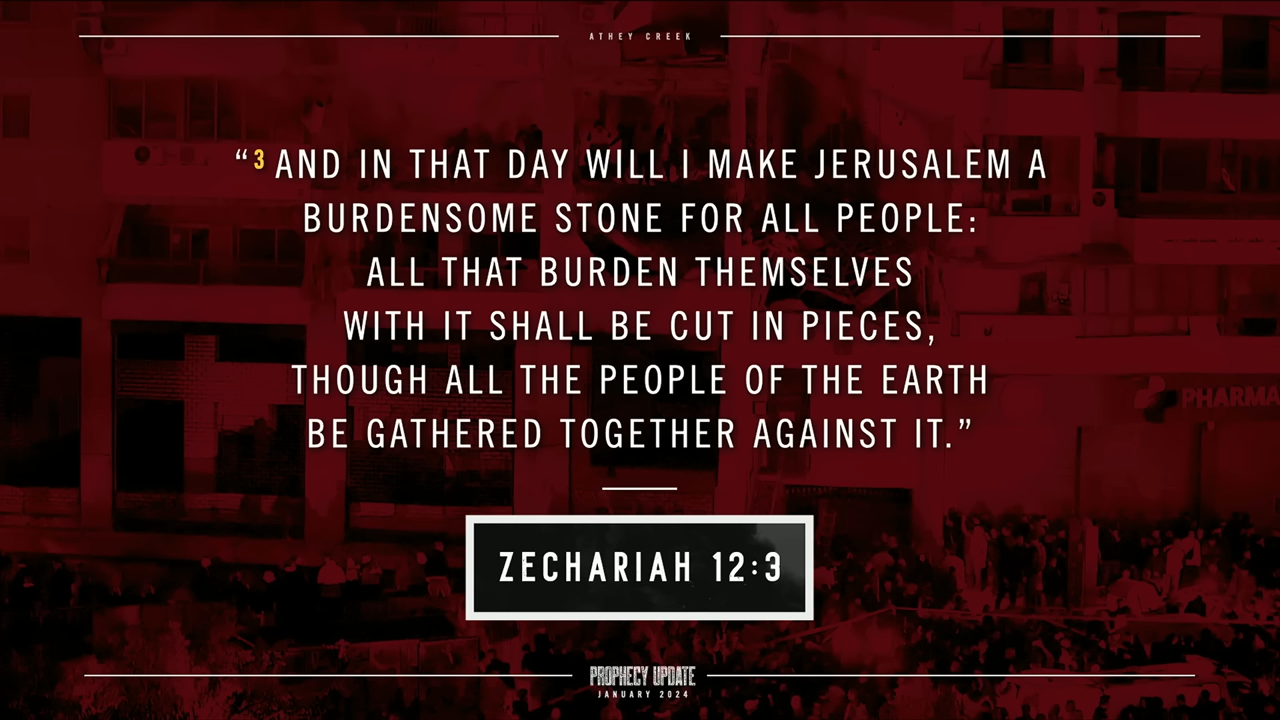 ATHEY CREEK
“3 AND IN THAT DAY WILL I MAKE JERUSALEM A
BURDENSOME STONE FOR ALL PEOPLE:
ALL THAT BURDEN THEMSELVES
WITH IT SHALL BE CUT IN PIECES,
THOUGH ALL THE PEOPLE OF THE EARTH
BE GATHERED TOGETHER AGAINST IT.”
PHARMA
ZECHARIAH 12:3
PROPHECY UPDATE
JANUARY 2024